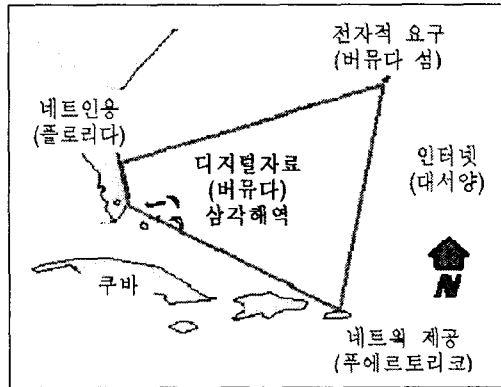 전자적 요구
(버뮤다 섬)
네트인용
(플로리다)
디지털자료
(버뮤다)
삼각해역
인터넷
(대서양)
쿠바
N
네트웍 제공
(푸에르토리코)